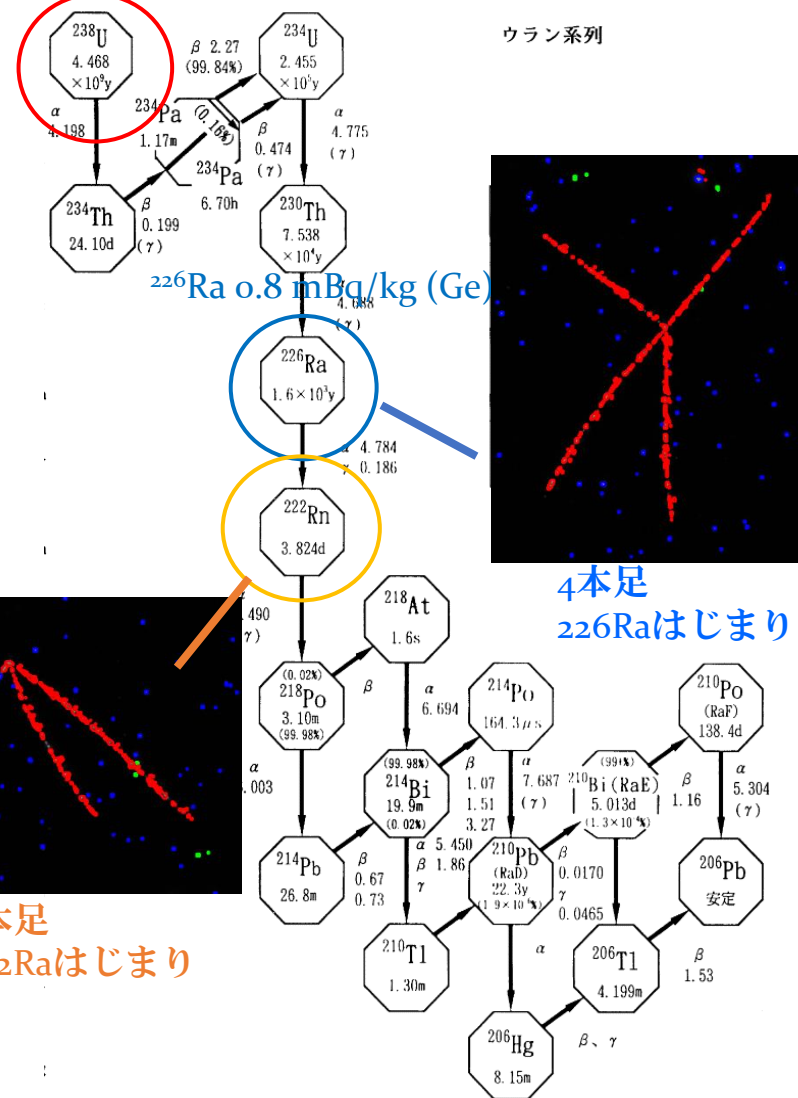 ウラン系列
238U
4.468
×10⁹y
α
4.198
234Th
24.10d
β
0.199
(γ)
β 2.27
(99.84%)
234Pa
1.17m
(0.16%)
234Pa
6.70h
β
0.474
(γ)
234U
2.455
×10⁵y
α
4.775
(γ)
230Th
7.538
×10⁴y
226Ra 0.8 mBq/kg (Ge)
4.688
(γ)
226Ra
1.6×10³y
α 4.784
γ 0.186
222Rn
3.824d
4本足
226Raはじまり
.490
γ)
218At
1.6s
(0.02%)
218Po
3.10m
(99.98%)
β
α
6.694
214Po
164.3μs
210Po
(RaF)
138.4d
α
.003
(99.98%)
214Bi
19.9m
(0.02%)
β
1.07
1.51
3.27
α
7.687
(γ)
210Bi(RaE)
5.013d
β
1.16
α
5.304
(γ)
214Pb
26.8m
β
0.67
0.73
α 5.450
β 1.86
γ
210Pb
(RaD)
22.3y
β
0.0170
γ
0.0465
206Pb
安定
本足
2Raはじまり
210Tl
1.30m
α
206Tl
4.199m
β
1.53
206Hg
8.15m
β、γ